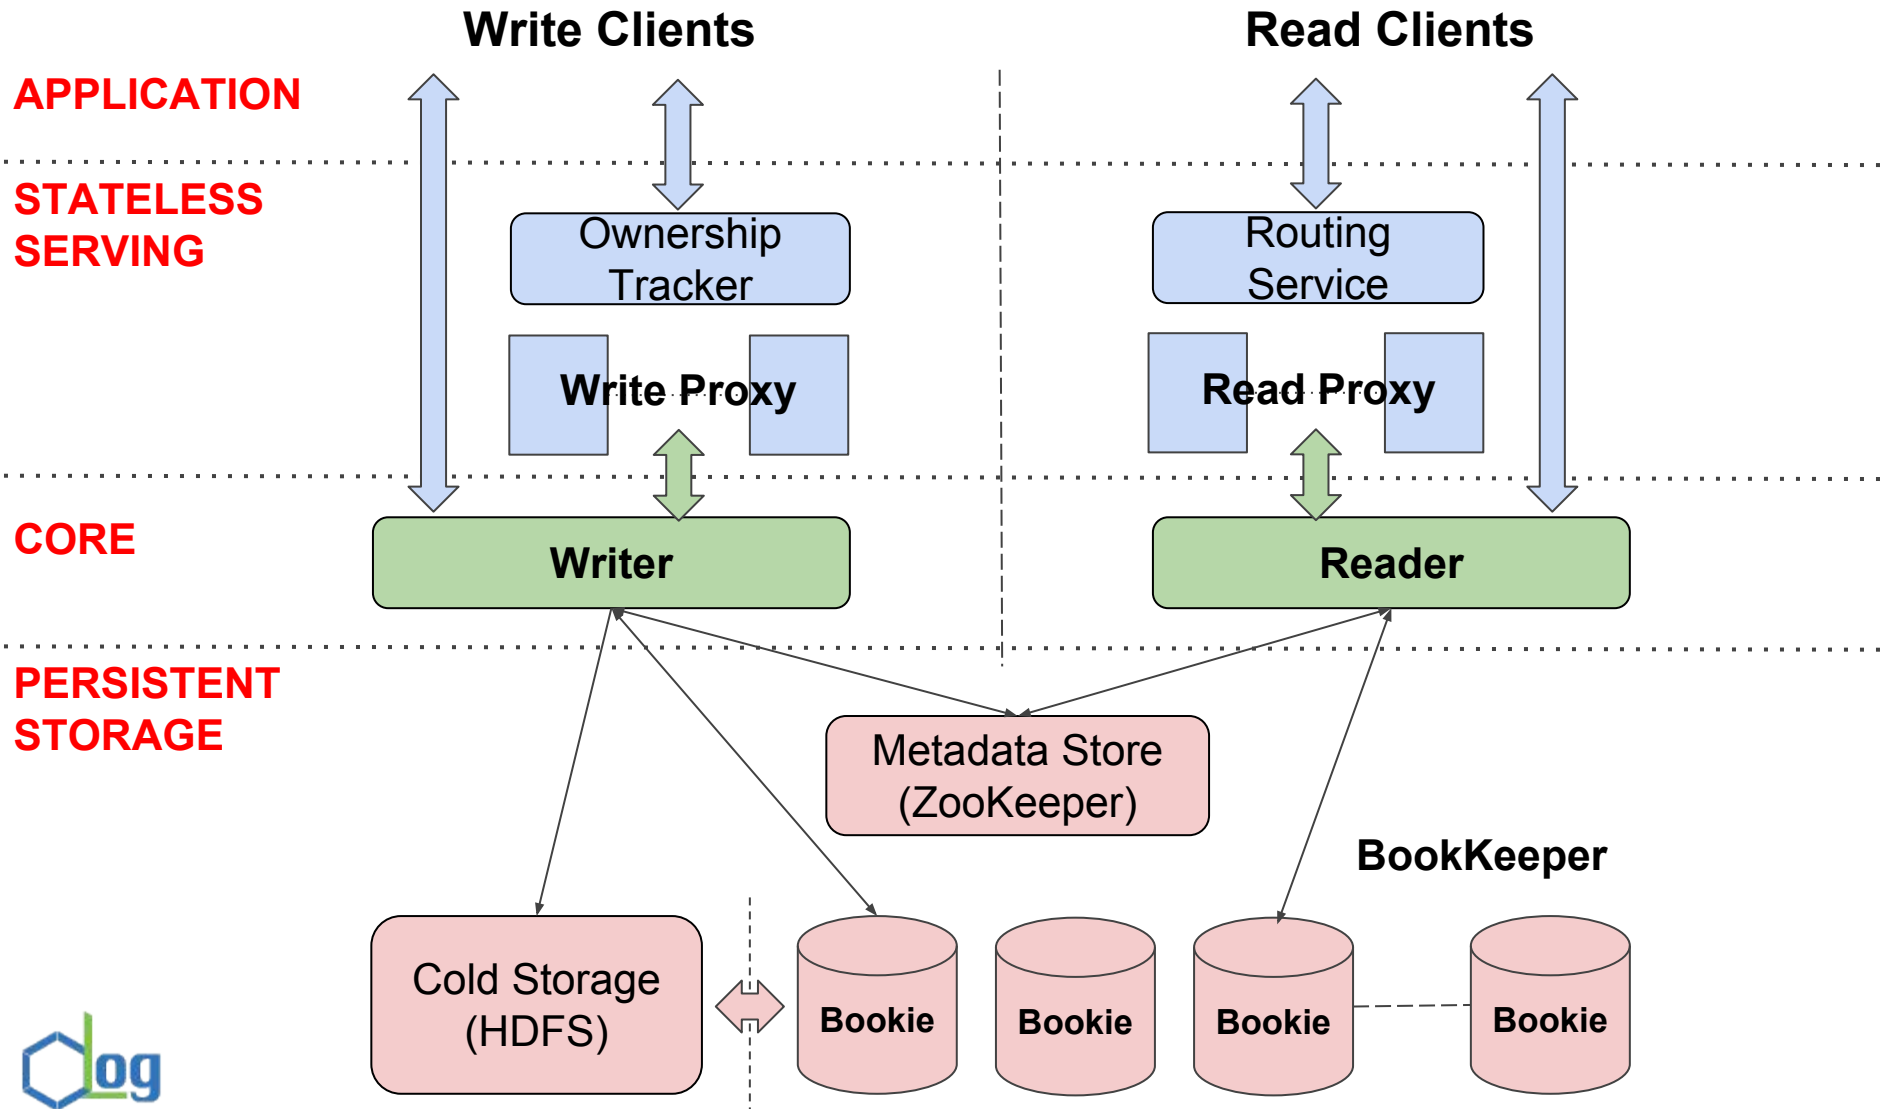 Write Clients
Read Clients
APPLICATION
STATELESS
SERVING
Ownership
Tracker
Routing
Service
Write Proxy
Read Proxy
CORE
Writer
Reader
PERSISTENT
STORAGE
Metadata Store
(ZooKeeper)
BookKeeper
Cold Storage
(HDFS)
Bookie
Bookie
Bookie
Bookie
DLog